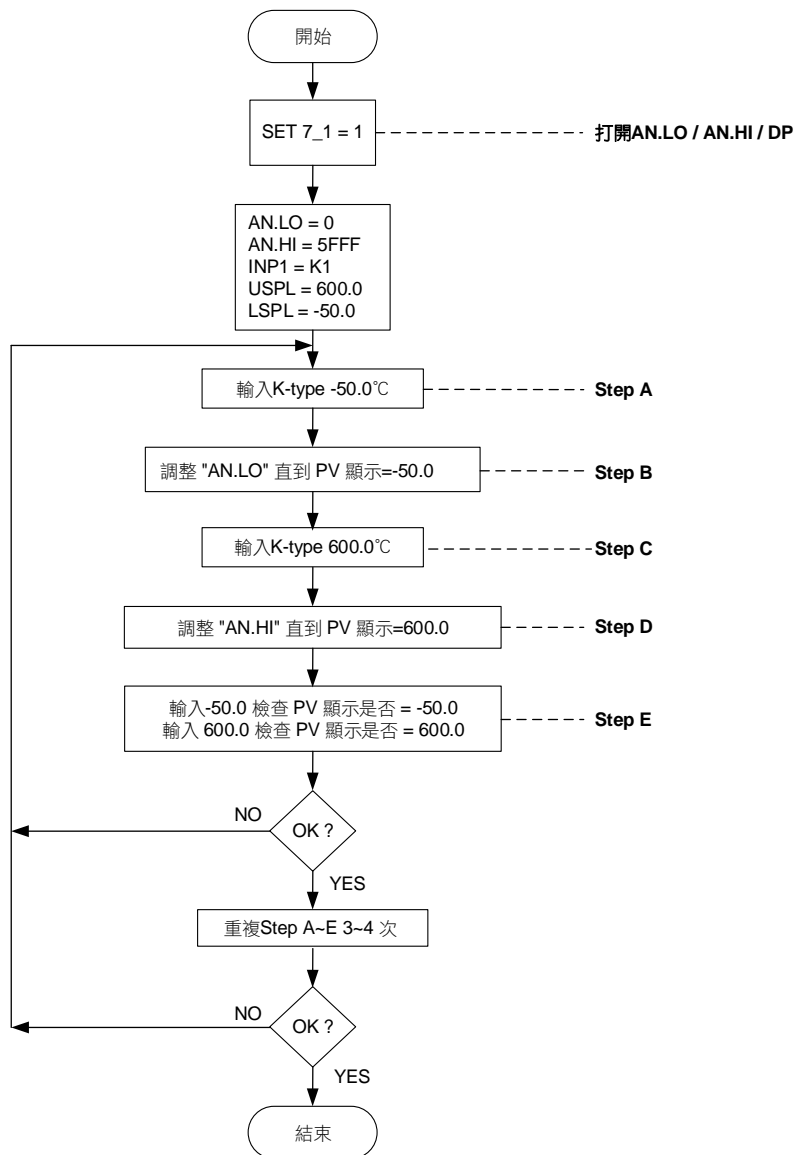 開始
SET 7_1 = 1
打開AN.LO / AN.HI / DP
AN.LO = 0
AN.HI = 5FFF
INP1 = K1
USPL = 600.0
LSPL = -50.0
輸入K-type -50.0℃
Step A
調整 "AN.LO" 直到 PV 顯示=-50.0
Step B
輸入K-type 600.0℃
Step C
調整 "AN.HI" 直到 PV 顯示=600.0
Step D
輸入-50.0 檢查 PV 顯示是否 = -50.0
輸入 600.0 檢查 PV 顯示是否 = 600.0
Step E
NO
OK ?
YES
重複Step A~E 3~4 次
NO
OK ?
YES
結束